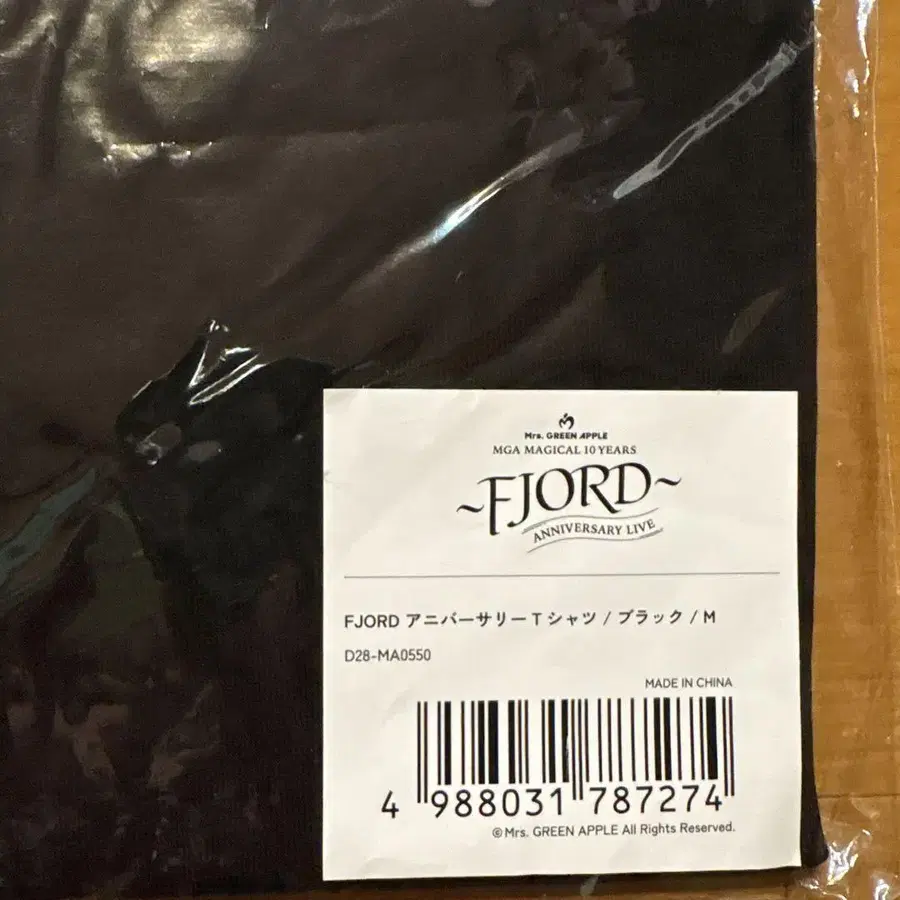 Mrs. GREEN APPLE
MGA MAGICAL 10 YEARS
~FJORD~
ANNIVERSARY LIVE
FJORD アニバーサリーTシャツ / ブラック / M
D28-MA0550
MADE IN CHINA
4 988031 787274
©Mrs. GREEN APPLE All Rights Reserved.